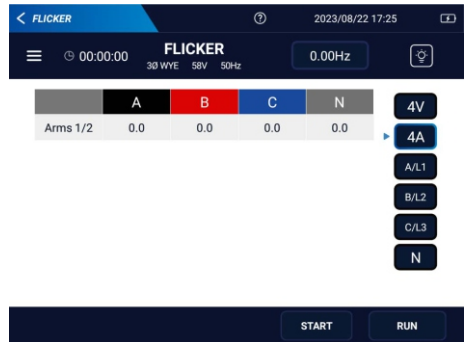 FLICKER 2023/08/22 17:25
00:00:00 FLICKER 0.00Hz
3Ø WYE 58V 50Hz
A B C N
Arms 1/2 0.0 0.0 0.0 0.0
4V
4A
A/L1
B/L2
C/L3
N
START RUN